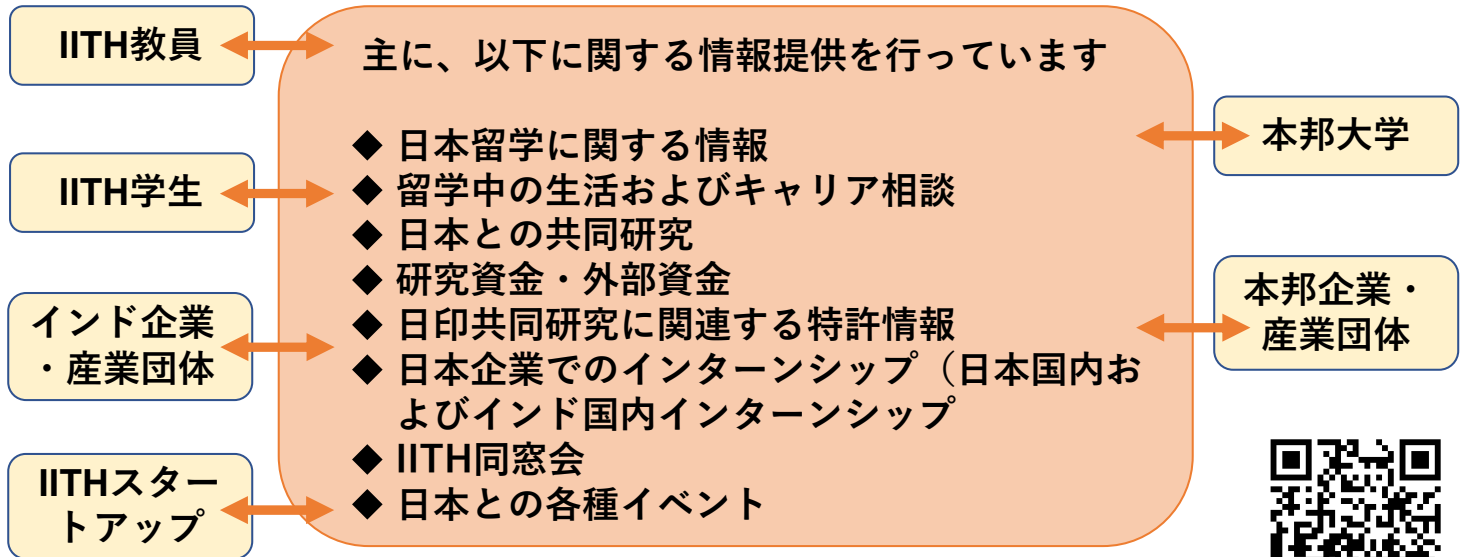 IITH教員
IITH学生
インド企業
・産業団体
IITHスター
トアップ
主に、以下に関する情報提供を行っています
◆ 日本留学に関する情報
◆ 留学中の生活およびキャリア相談
◆ 日本との共同研究
◆ 研究資金・外部資金
◆ 日印共同研究に関連する特許情報
◆ 日本企業でのインターンシップ（日本国内お
よびインド国内インターンシップ
◆ IITH同窓会
◆ 日本との各種イベント
本邦大学
本邦企業・
産業団体